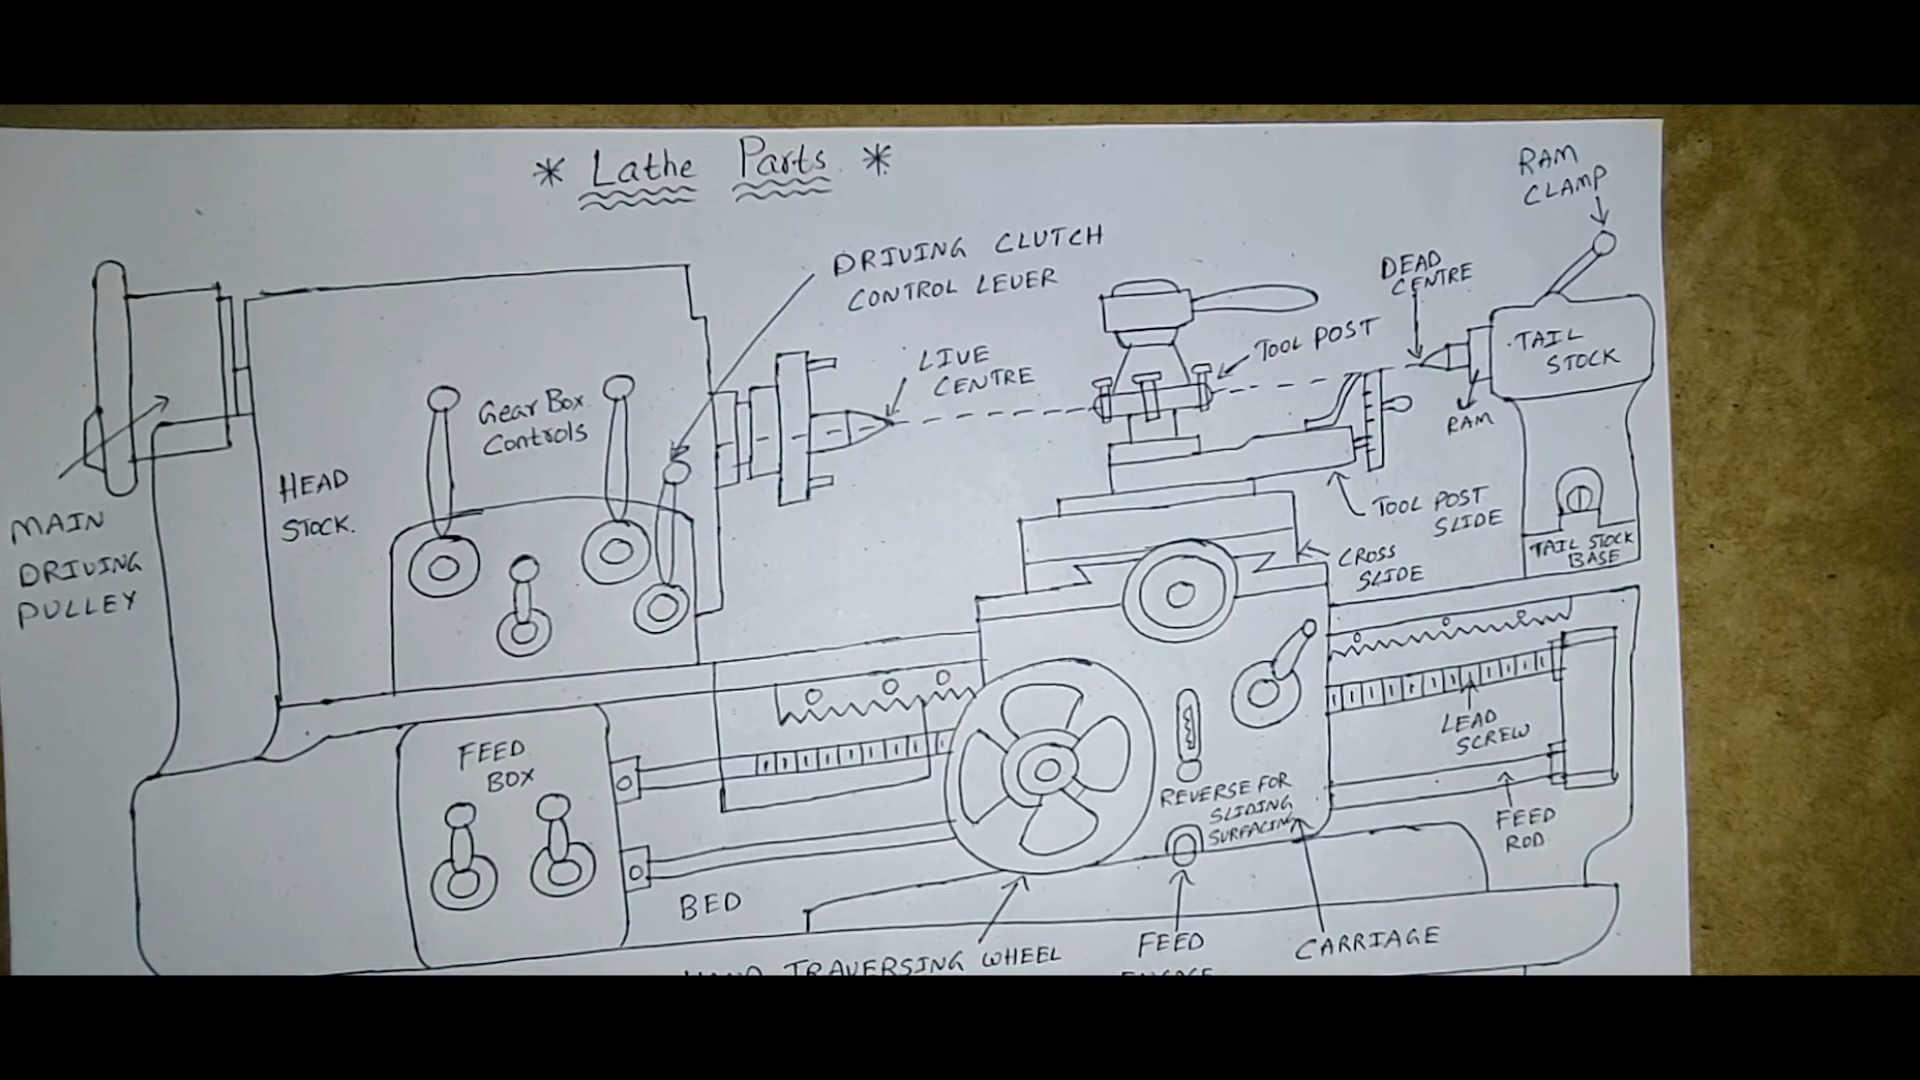 * Lathe Parts *
RAM
CLAMP
DRIVING CLUTCH
CONTROL LEVER
DEAD
CENTRE
TOOL POST
TAIL
STOCK
LIVE
CENTRE
Gear Box
Controls
RAM
HEAD
STOCK.
MAIN
DRIVING
PULLEY
TOOL POST
SLIDE
TAIL STOCK
BASE
CROSS
SLIDE
LEAD
SCREW
FEED
BOX
REVERSE FOR
SLIDING
SURFACING
FEED
ROD
BED
HAND TRAVERSING WHEEL
FEED
ENGAGE
CARRIAGE